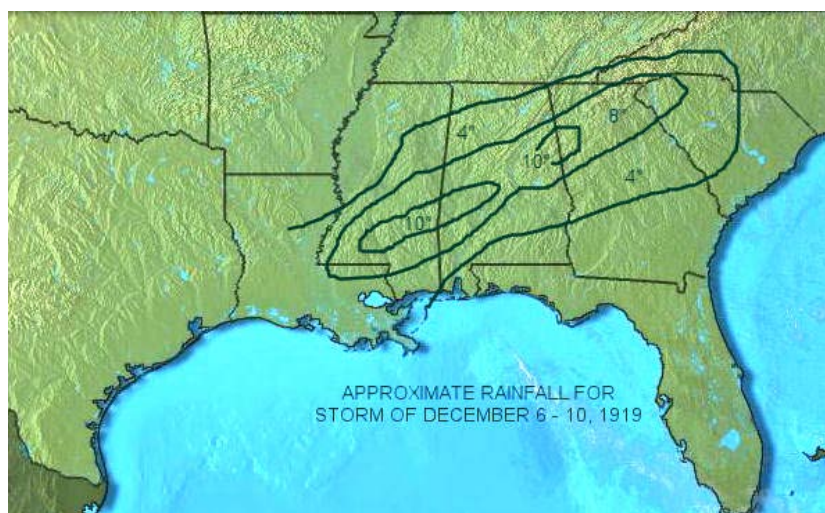 4"
8"
10"
4"
10"
APPROXIMATE RAINFALL FOR
STORM OF DECEMBER 6 - 10, 1919